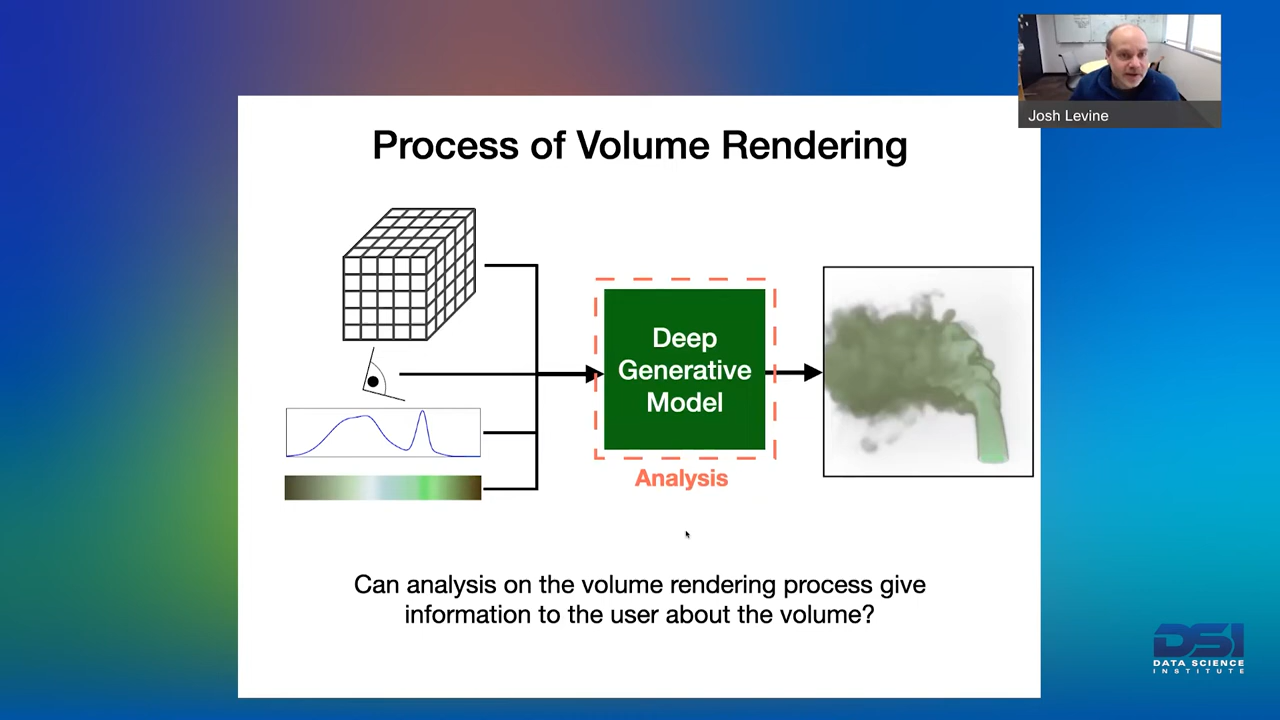 Josh Levine
Process of Volume Rendering
Deep
Generative
Model
Analysis
Can analysis on the volume rendering process give
information to the user about the volume?
DSI
DATA SCIENCE
INSTITUTE